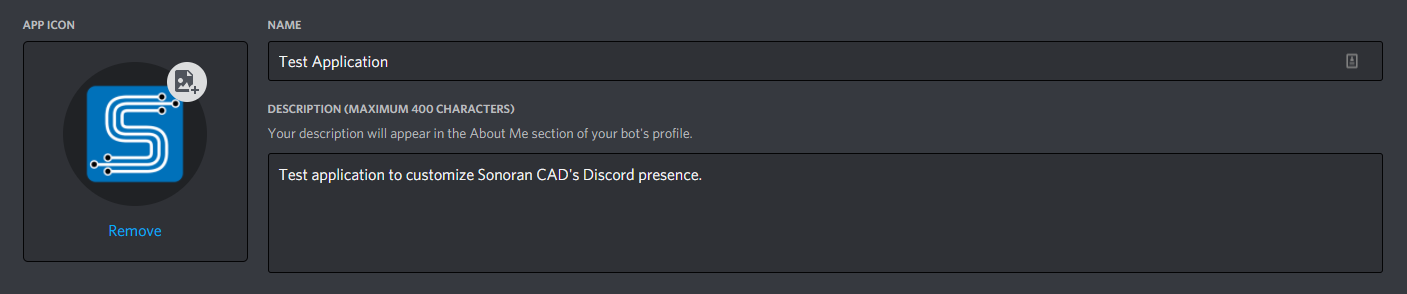 APP ICON
Remove
NAME
Test Application
DESCRIPTION (MAXIMUM 400 CHARACTERS)
Your description will appear in the About Me section of your bot's profile.
Test application to customize Sonoran CAD's Discord presence.